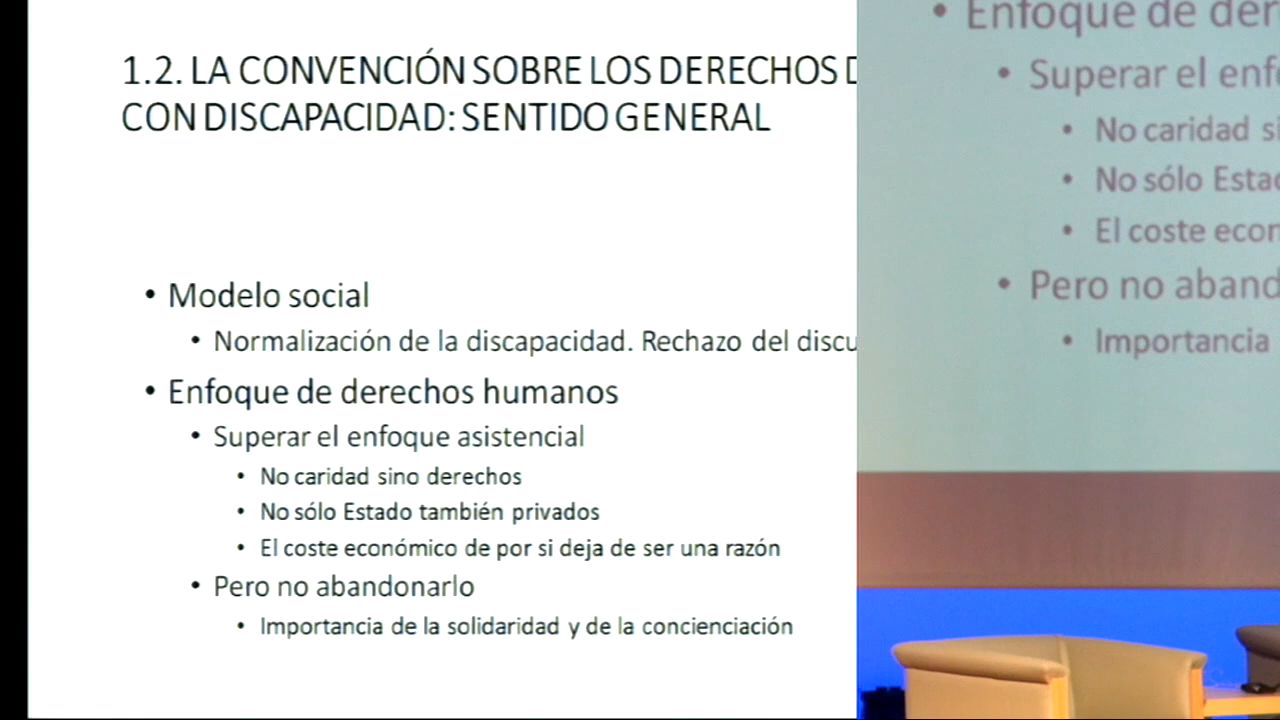 1.2. LA CONVENCIÓN SOBRE LOS DERECHOS D
CON DISCAPACIDAD: SENTIDO GENERAL
• Modelo social
• Normalización de la discapacidad. Rechazo del discu
• Enfoque de derechos humanos
• Superar el enfoque asistencial
• No caridad sino derechos
• No sólo Estado también privados
• El coste económico de por si deja de ser una razón
• Pero no abandonarlo
• Importancia de la solidaridad y de la concienciación
• Enfoque de der
• Superar el enfo
• No caridad si
• No sólo Estad
• El coste econ
• Pero no aband
• Importancia